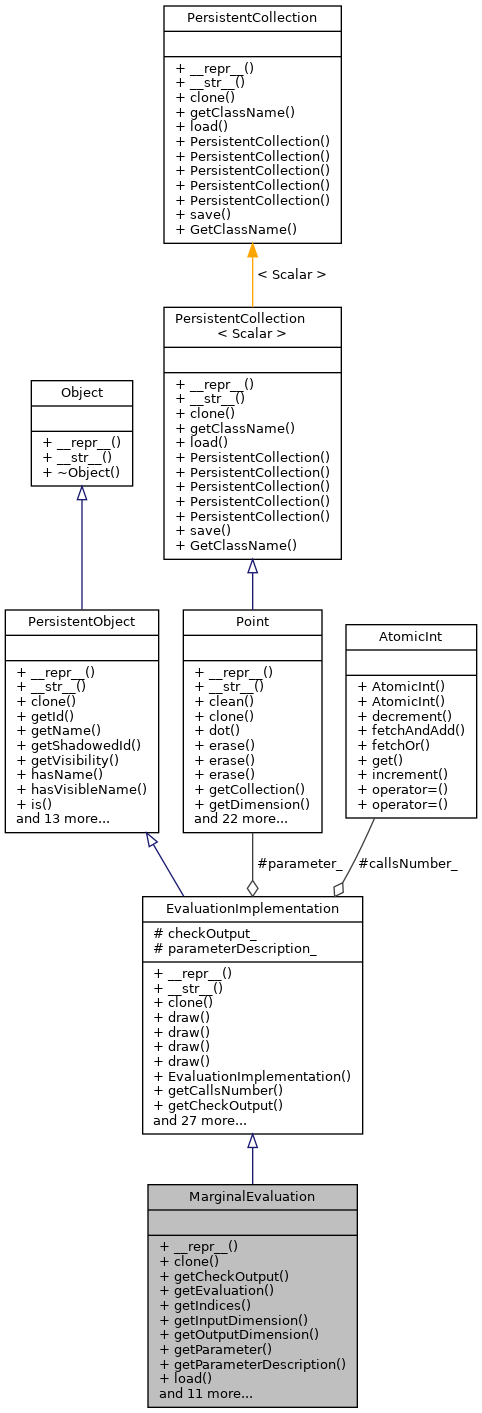 PersistentCollection
+ __repr__()
+ __str__()
+ clone()
+ getClassName()
+ load()
+ PersistentCollection()
+ PersistentCollection()
+ PersistentCollection()
+ PersistentCollection()
+ PersistentCollection()
+ save()
+ GetClassName()
< Scalar >
PersistentCollection
< Scalar >
+ __repr__()
+ __str__()
+ clone()
+ getClassName()
+ load()
+ PersistentCollection()
+ PersistentCollection()
+ PersistentCollection()
+ PersistentCollection()
+ PersistentCollection()
+ save()
+ GetClassName()
Object
+ __repr__()
+ __str__()
+ ~Object()
PersistentObject
+ __repr__()
+ __str__()
+ clone()
+ getId()
+ getName()
+ getShadowedId()
+ getVisibility()
+ hasName()
+ hasVisibleName()
+ is()
and 13 more...
Point
+ __repr__()
+ __str__()
+ clean()
+ clone()
+ dot()
+ erase()
+ erase()
+ erase()
+ getCollection()
+ getDimension()
and 22 more...
AtomicInt
+ AtomicInt()
+ AtomicInt()
+ decrement()
+ fetchAndAdd()
+ fetchOr()
+ get()
+ increment()
+ operator=()
+ operator=()
#parameter_
#callsNumber_
EvaluationImplementation
# checkOutput_
# parameterDescription_
+ __repr__()
+ __str__()
+ clone()
+ draw()
+ draw()
+ draw()
+ draw()
+ EvaluationImplementation()
+ getCallsNumber()
+ getCheckOutput()
and 27 more...
MarginalEvaluation
+ __repr__()
+ clone()
+ getCheckOutput()
+ getEvaluation()
+ getIndices()
+ getInputDimension()
+ getOutputDimension()
+ getParameter()
+ getParameterDescription()
+ load()
and 11 more...